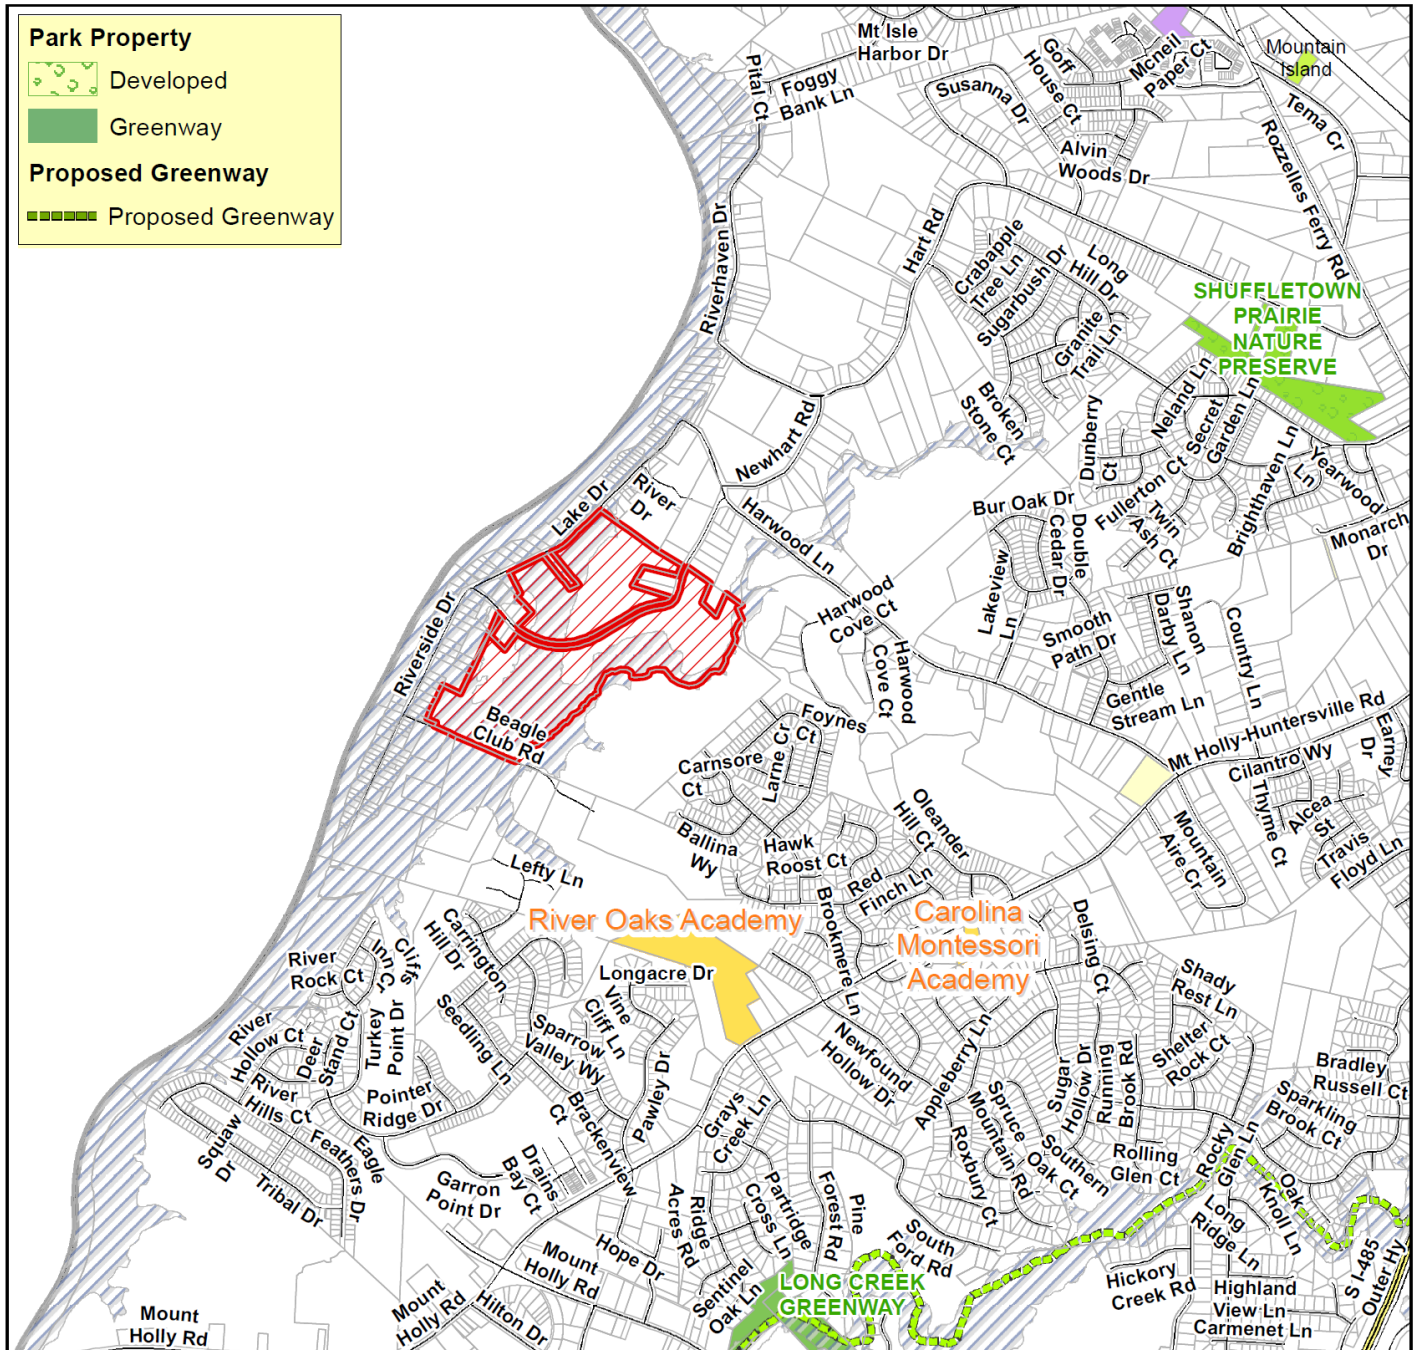 Park Property
Developed
Greenway
Proposed Greenway
Proposed Greenway
Mt Isle
Harbor Dr
Pital Ct
Foggy
Bank Ln
Susanna Dr
Goff
House Ct
Mcneil
Paper Ct
Mountain
Island
Tema Cr
Rozzelles Ferry Rd
Alvin
Woods Dr
Riverhaven Dr
Hart Rd
Crabapple
Tree Ln
Sugarbush Dr
Long
Hill Dr
Granite
Trail Ln
SHUFFLETOWN
PRAIRIE
NATURE
PRESERVE
Neland Ln
Secret
Garden Ln
Broken
Stone Ct
Dunberry
Ct
Fullerton Ct
Brighthaven Ln
Yearwood
Ln
Monarch
Dr
Twin
Ash Ct
Newhart Rd
Lake Dr
River
Dr
Harwood Ln
Bur Oak Dr
Double
Cedar Dr
Lakeview
Ln
Harwood
Cove Ct
Harwood
Cove Ct
Smooth
Path Dr
Shanon
Darby Ln
Country Ln
Gentle
Stream Ln
Riverside Dr
Beagle
Club Rd
Foynes
Ct
Larne Cr
Carnsore
Ct
Ballina
Wy
Hawk
Roost Ct
Oleander
Hill Ct
Red
Finch Ln
Mt Holly-Huntersville Rd
Earney
Dr
Cilantro Wy
Thyme Ct
Alcea
St
Travis
Floyd Ln
Mountain
Aire Cr
Lefty Ln
River Oaks Academy
Carolina
Montessori
Academy
Brookmere Ln
Delsing Ct
Shady
Rest Ln
Carrington
Hill Dr
Longacre Dr
Vine
Cliff Ln
River
Rock Ct
Inn Cr
Cliffs
Turkey
Point Dr
River
Hollow Ct
Deer
Stand Ct
Seedling Ln
Sparrow
Valley Wy
Pawley Dr
Newfound
Hollow Dr
Appleberry Ln
Sugar
Hollow Dr
Running
Brook Rd
Shelter
Rock Ct
Bradley
Russell Ct
Sparkling
Brook Ct
River
Hills Ct
Pointer
Ridge Dr
Brackenview
Ct
Grays
Creek Ln
Spruce
Mountain Rd
Southern
Oak Ct
Roxbury Ct
Rolling
Glen Ct
Rocky
Glen Ln
Oak
Knoll Ln
Squaw
Dr
Tribal Dr
Eagle
Feathers Dr
Garron
Point Dr
Drains
Bay Ct
Partridge
Cross Ln
Ridge
Acres Rd
Pine
Forest Rd
South
Ford Rd
Long
Ridge Ln
Hope Dr
Mount
Holly Rd
Mount
Holly Rd
Hilton Dr
Sentinel
Oak Ln
LONG CREEK
GREENWAY
Hickory
Creek Rd
Highland
View Ln
Carmenet Ln
S I-485
Outer Hy
Mount
Holly Rd